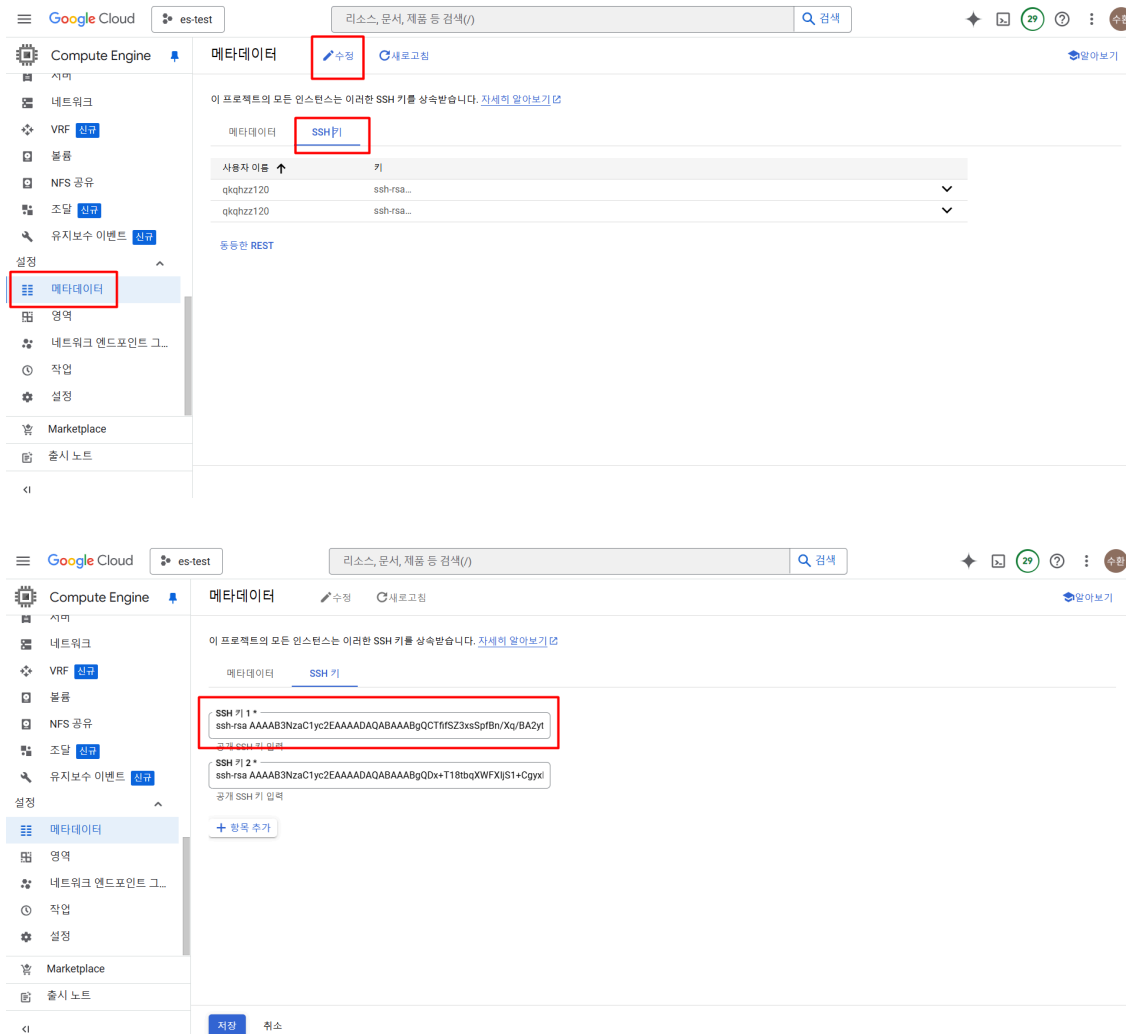 Google Cloud
es-test
리소스, 문서, 제품 등 검색(/)
검색
29
Compute Engine
메타데이터
수정
새로고침
알아보기
서버
네트워크
VRF 신규
볼륨
NFS 공유
조달 신규
유지보수 이벤트 신규
설정
메타데이터
영역
네트워크 엔드포인트 그...
작업
설정
Marketplace
출시 노트
이 프로젝트의 모든 인스턴스는 이러한 SSH 키를 상속받습니다. 자세히 알아보기
메타데이터
SSH 키
사용자 이름
키
qkqhzz120
ssh-rsa...
qkqhzz120
ssh-rsa...
동등한 REST
Google Cloud
es-test
리소스, 문서, 제품 등 검색(/)
검색
29
수환
Compute Engine
메타데이터
수정
새로고침
알아보기
서버
네트워크
VRF 신규
볼륨
NFS 공유
조달 신규
유지보수 이벤트 신규
설정
메타데이터
영역
네트워크 엔드포인트 그...
작업
설정
Marketplace
출시 노트
이 프로젝트의 모든 인스턴스는 이러한 SSH 키를 상속받습니다. 자세히 알아보기
메타데이터
SSH 키
SSH 키 1 *
ssh-rsa AAAAB3NzaC1yc2EAAAADAQABAAABgQCTfifSZ3xsSpfBn/Xq/BA2yt
공개 SSH 키 입력
SSH 키 2 *
ssh-rsa AAAAB3NzaC1yc2EAAAADAQABAAABgQDx+T18tbqXWFXIjS1+Cgyx
공개 SSH 키 입력
항목 추가
저장
취소